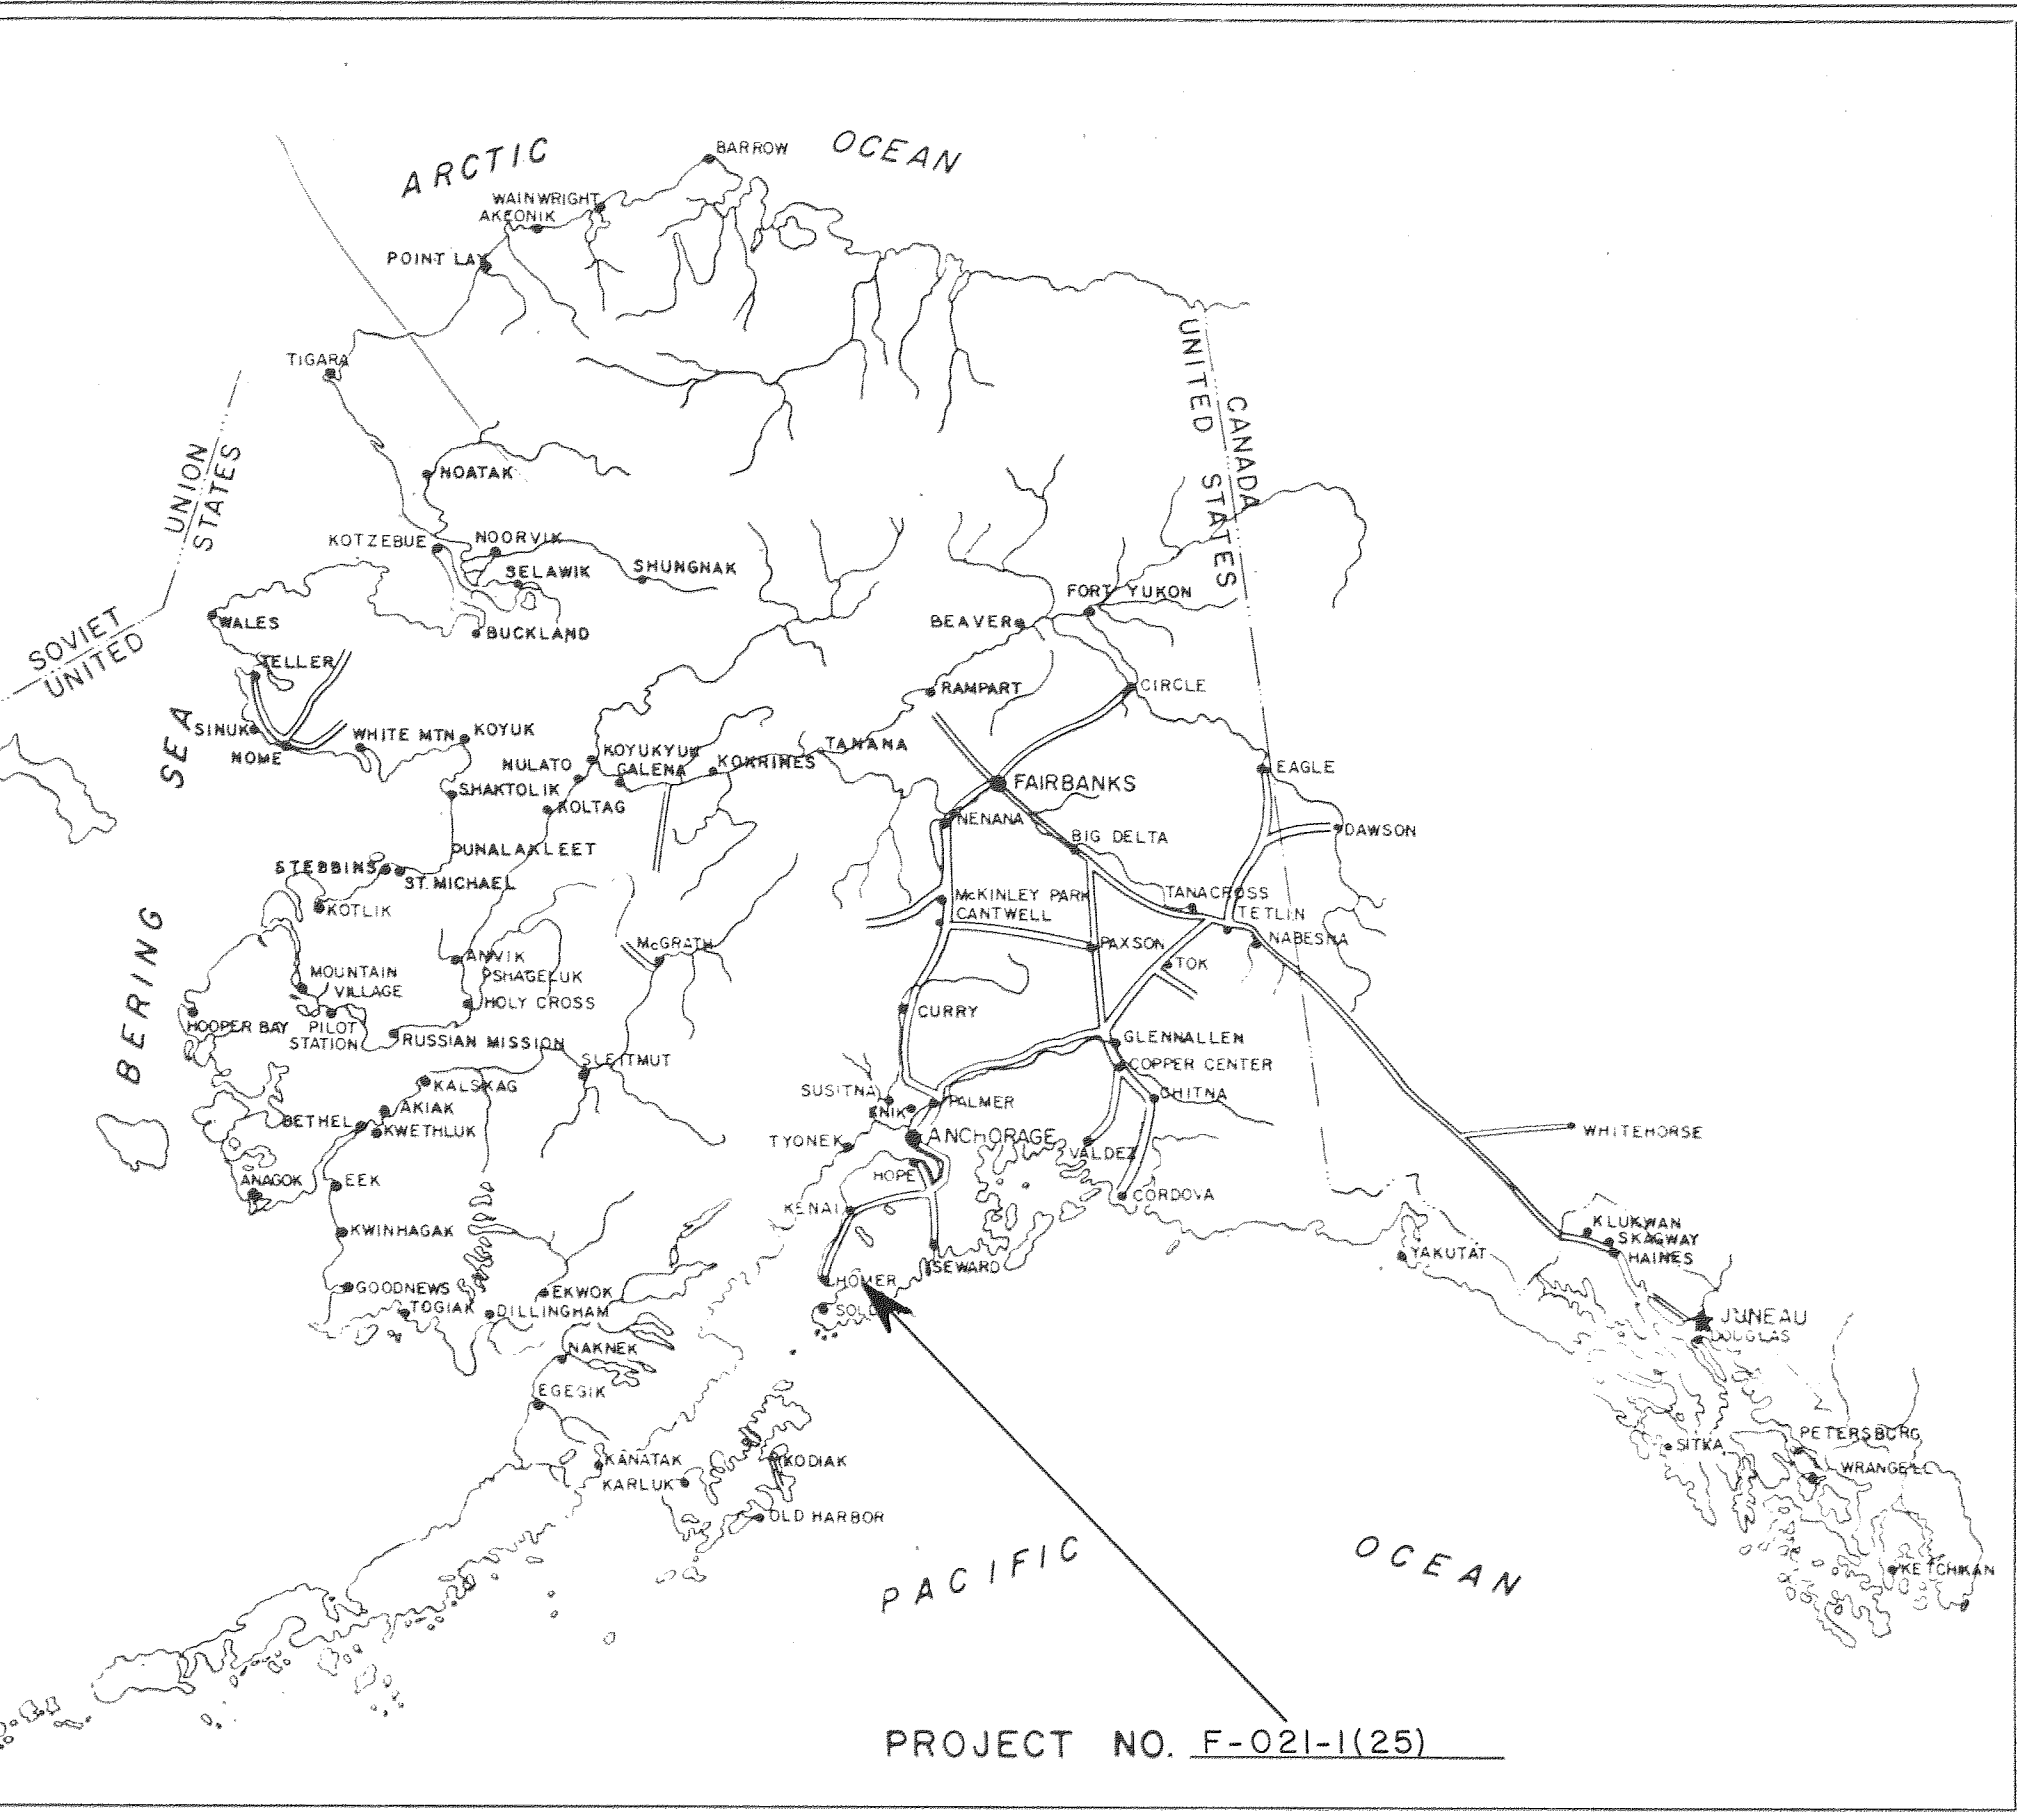 ARCTIC OCEAN
BARROW
WAINWRIGHT
AKEONIK
POINT LAY
TIGARA
UNITED STATES
CANADA
NOATAK
UNION
STATES
SOVIET
UNITED
KOTZEBUE
NOORVIK
SELAWIK
SHUNGNAK
FORT YUKON
BEAVER
WALES
BUCKLAND
TELLER
RAMPART
CIRCLE
SINUK
NOME
WHITE MTN
KOYUK
KOYUKYUK
NULATO
GALENA
KOKRINES
TANANA
EAGLE
FAIRBANKS
SHAKTOLIK
KOLTAG
NENANA
BIG DELTA
DAWSON
UNALAKLEET
STEBBINS
ST. MICHAEL
KOTLIK
McKINLEY PARK
CANTWELL
TANACROSS
TETLIN
NABESNA
BERING SEA
ANVIK
McGRATH
PAXSON
TOK
SHAGELUK
MOUNTAIN
VILLAGE
HOLY CROSS
CURRY
HOOPER BAY
PILOT
STATION
RUSSIAN MISSION
SLEITMUT
GLENNALLEN
COPPER CENTER
KALSKAG
SUSITNA
KNIK
PALMER
CHITNA
AKIAK
BETHEL
KWETHLUK
TYONEK
ANCHORAGE
VALDEZ
WHITEHORSE
HOPE
ANAGOK
EEK
KENAI
CORDOVA
KWINHAGAK
KLUKWAN
SKAGWAY
HAINES
YAKUTAT
SEWARD
HOMER
GOODNEWS
EKWOK
TOGIAK
DILLINGHAM
SOLD
JUNEAU
DOUGLAS
NAKNEK
EGEGIK
PETERSBURG
SITKA
WRANGELL
KANATAK
KARLUK
KODIAK
OLD HARBOR
KETCHIKAN
PACIFIC OCEAN
PROJECT NO. F-021-1(25)